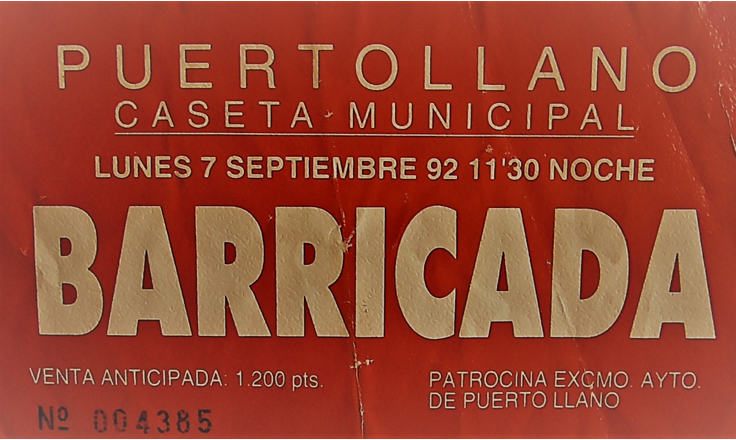 PUERTOLLANO
CASETA MUNICIPAL
LUNES 7 SEPTIEMBRE 92 11'30 NOCHE
BARRICADA
VENTA ANTICIPADA: 1.200 pts.
Nº 004385
PATROCINA EXCMO. AYTO.
DE PUERTO LLANO